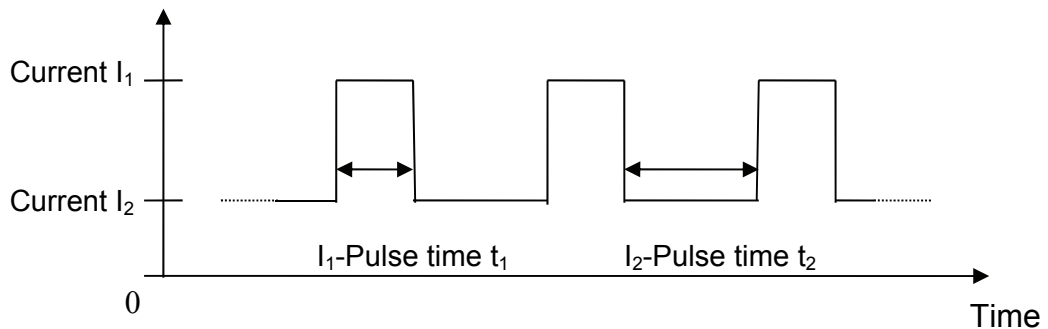 Current I₁
Current I₂
I₁-Pulse time t₁
I₂-Pulse time t₂
0
Time